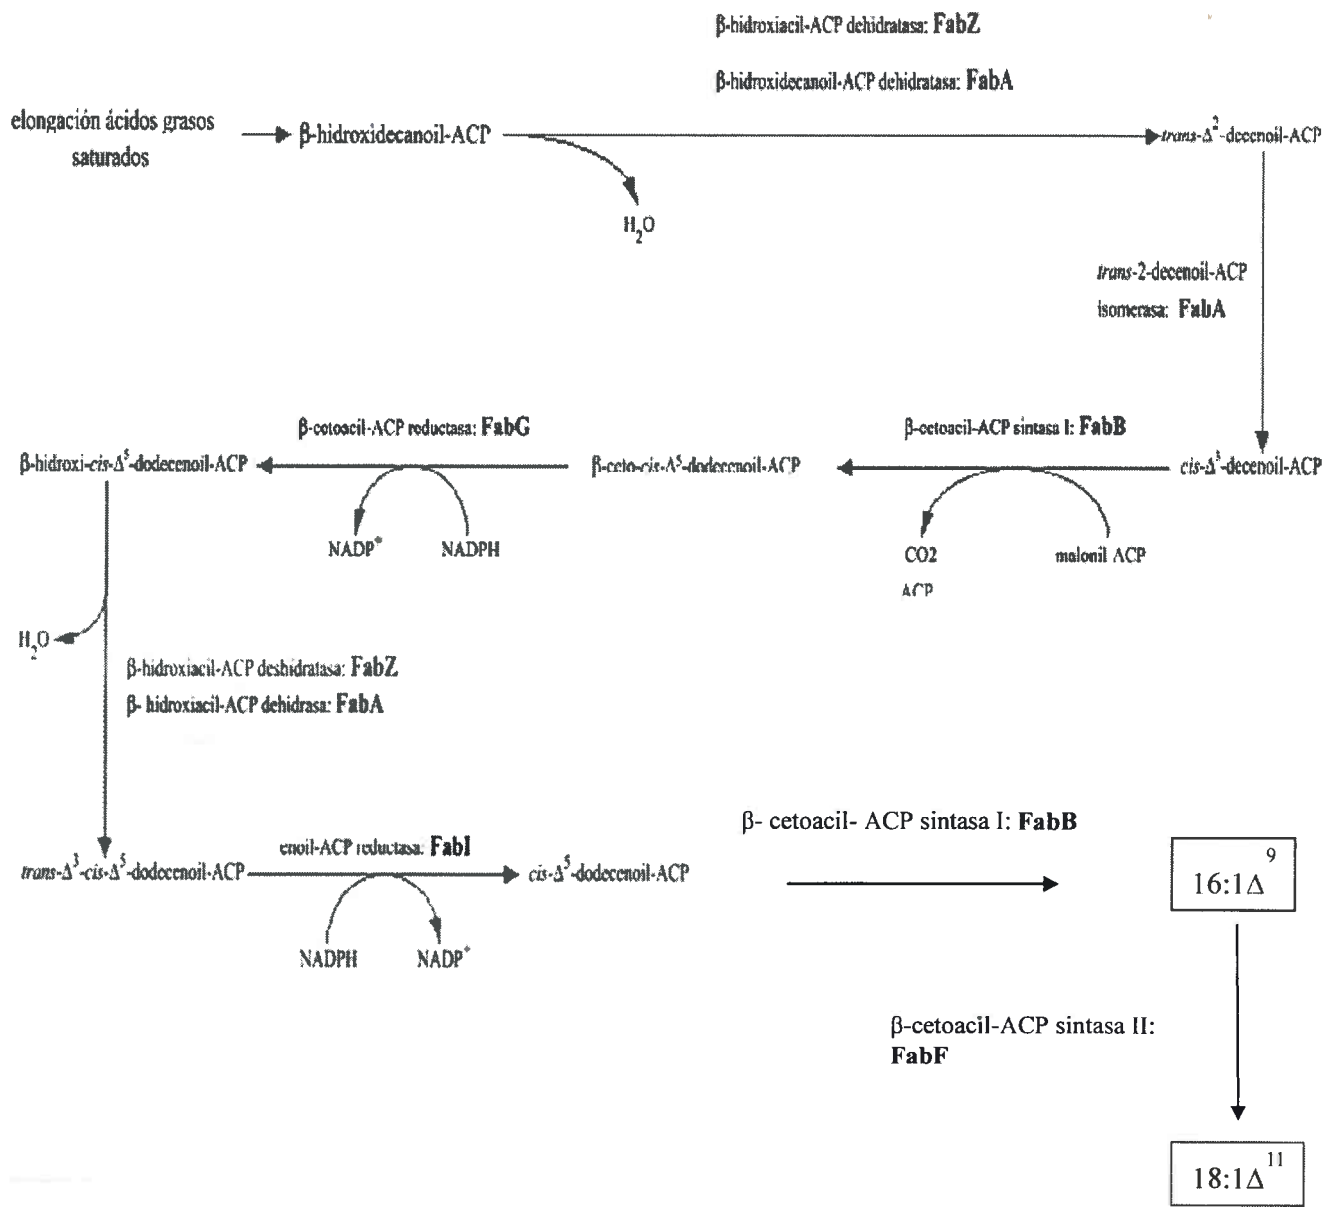 β-hidroxiacil-ACP dehidratasa: FabZ
β-hidroxidecanoil-ACP dehidratasa: FabA
elongación ácidos grasos
saturados
β-hidroxidecanoil-ACP
trans-Δ²-decenoil-ACP
H₂O
trans-2-decenoil-ACP
isomerasa: FabA
β-cetoacil-ACP reductasa: FabG
β-cetoacil-ACP sintasa I: FabB
β-hidroxi-cis-Δ⁵-dodecenoil-ACP
β-ceto-cis-Δ⁵-dodecenoil-ACP
cis-Δ³-decenoil-ACP
NADP⁺
NADPH
CO2
malonil ACP
ACP
H₂O
β-hidroxiacil-ACP deshidratasa: FabZ
β- hidroxiacil-ACP dehidrasa: FabA
β- cetoacil- ACP sintasa I: FabB
enoil-ACP reductasa: FabI
trans-Δ³-cis-Δ⁵-dodecenoil-ACP
cis-Δ⁵-dodecenoil-ACP
16:1Δ⁹
NADPH
NADP⁺
β-cetoacil-ACP sintasa II:
FabF
18:1Δ¹¹